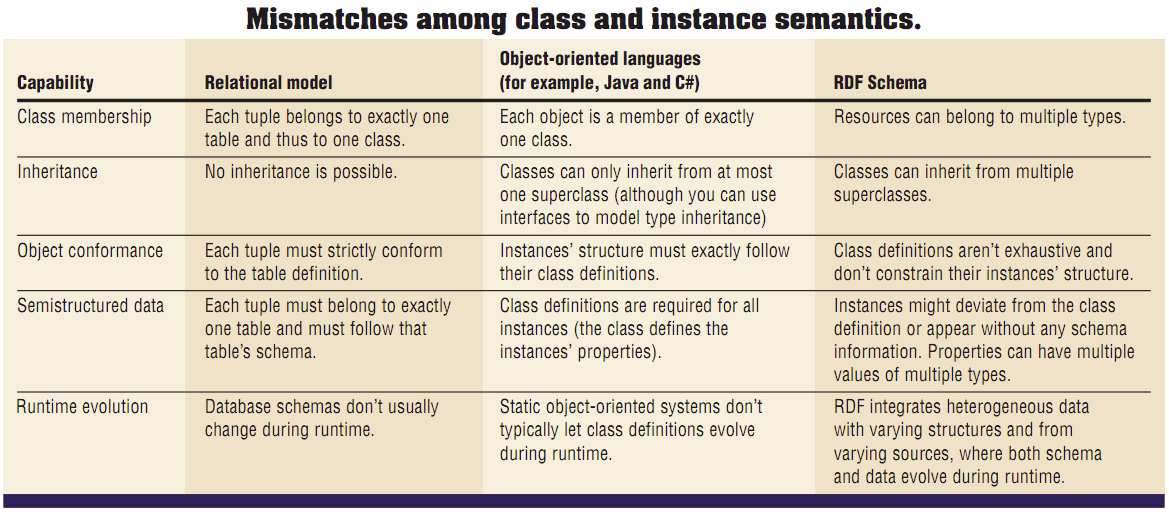 Mismatches among class and instance semantics.
Capability
Relational model
Object-oriented languages
(for example, Java and C#)
RDF Schema
Class membership
Each tuple belongs to exactly one
table and thus to one class.
Each object is a member of exactly
one class.
Resources can belong to multiple types.
Inheritance
No inheritance is possible.
Classes can only inherit from at most
one superclass (although you can use
interfaces to model type inheritance)
Classes can inherit from multiple
superclasses.
Object conformance
Each tuple must strictly conform
to the table definition.
Instances’ structure must exactly follow
their class definitions.
Class definitions aren’t exhaustive and
don’t constrain their instances’ structure.
Semistructured data
Each tuple must belong to exactly
one table and must follow that
table’s schema.
Class definitions are required for all
instances (the class defines the
instances’ properties).
Instances might deviate from the class
definition or appear without any schema
information. Properties can have multiple
values of multiple types.
Runtime evolution
Database schemas don’t usually
change during runtime.
Static object-oriented systems don’t
typically let class definitions evolve
during runtime.
RDF integrates heterogeneous data
with varying structures and from
varying sources, where both schema
and data evolve during runtime.